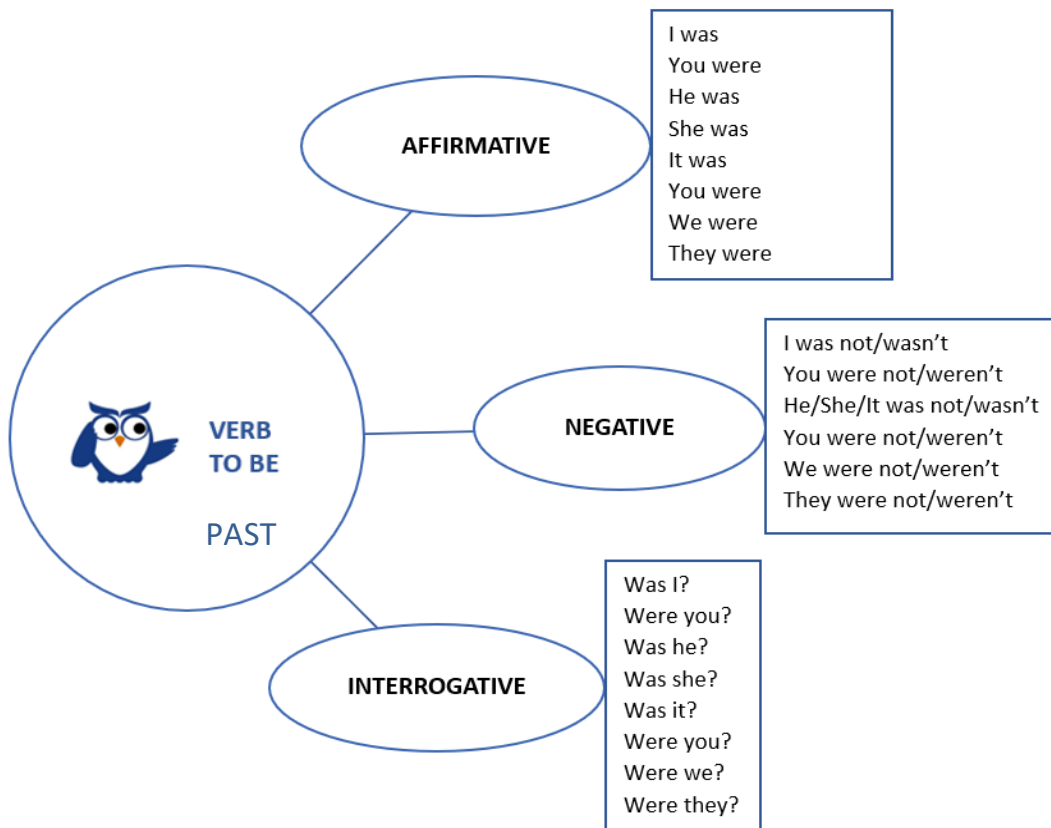 VERB
TO BE
PAST
AFFIRMATIVE
I was
You were
He was
She was
It was
You were
We were
They were
NEGATIVE
I was not/wasn’t
You were not/weren’t
He/She/It was not/wasn’t
You were not/weren’t
We were not/weren’t
They were not/weren’t
INTERROGATIVE
Was I?
Were you?
Was he?
Was she?
Was it?
Were you?
Were we?
Were they?